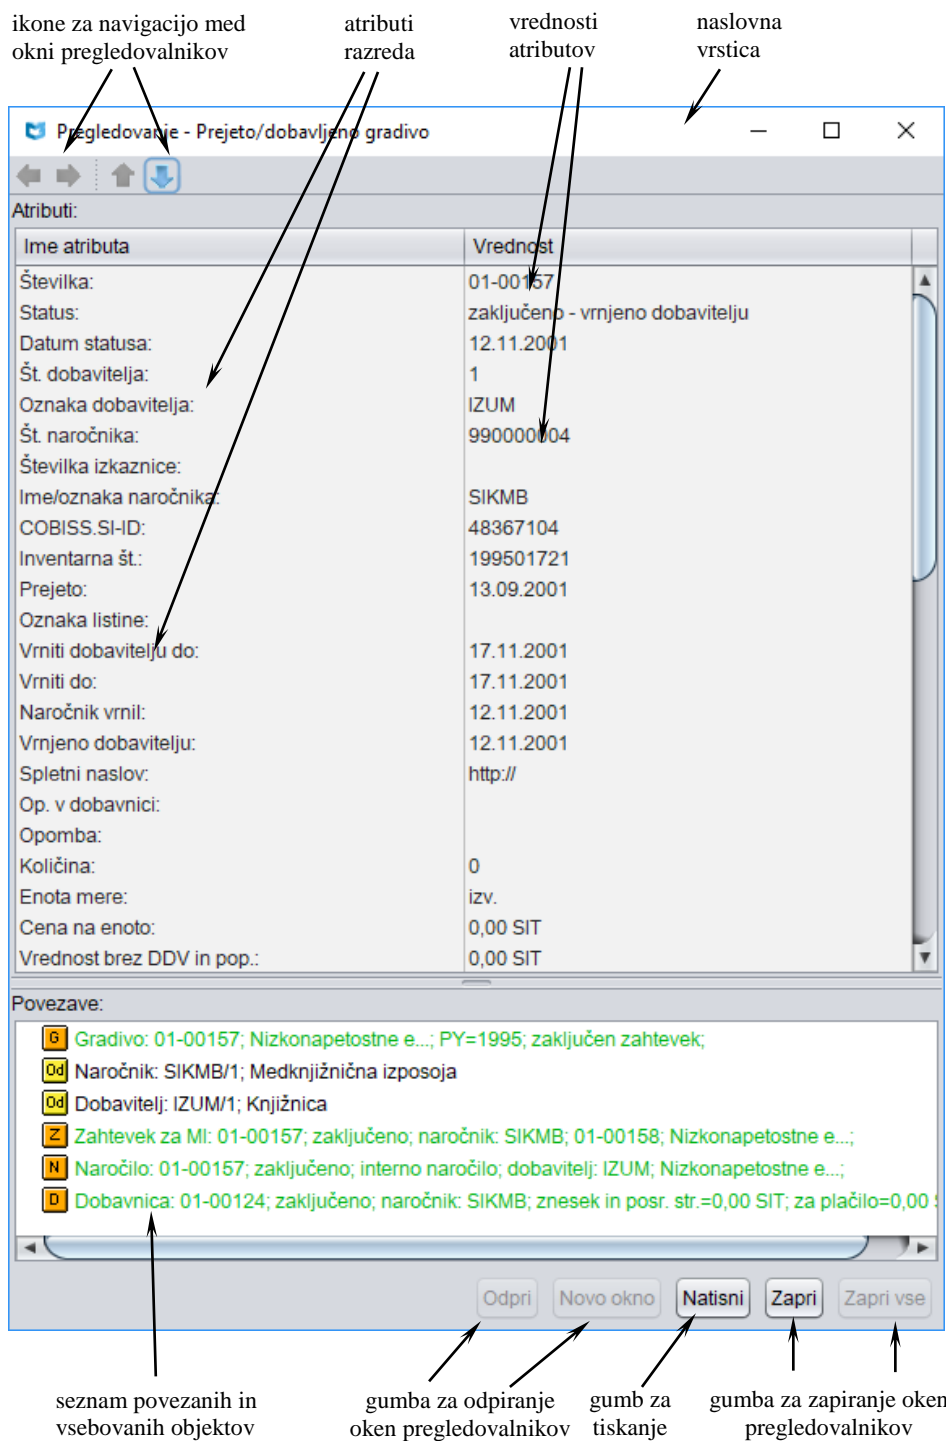 ikone za navigacijo med
okni pregledovalnikov
atributi
razreda
vrednosti
atributov
naslovna
vrstica
Pregledovanje - Prejeto/dobavljeno gradivo
Atributi:
Ime atributa Vrednost
Številka: 01-00157
Status: zaključeno - vrnjeno dobavitelju
Datum statusa: 12.11.2001
Št. dobavitelja: 1
Oznaka dobavitelja: IZUM
Št. naročnika: 990000004
Številka izkaznice:
Ime/oznaka naročnika: SIKMB
COBISS.SI-ID: 48367104
Inventarna št.: 199501721
Prejeto: 13.09.2001
Oznaka listine:
Vrniti dobavitelju do: 17.11.2001
Vrniti do: 17.11.2001
Naročnik vrnil: 12.11.2001
Vrnjeno dobavitelju: 12.11.2001
Spletni naslov: http://
Op. v dobavnici:
Opomba:
Količina: 0
Enota mere: izv.
Cena na enoto: 0,00 SIT
Vrednost brez DDV in pop.: 0,00 SIT
Povezave:
G Gradivo: 01-00157; Nizkonapetostne e...; PY=1995; zaključen zahtevek;
Od Naročnik: SIKMB/1; Medknjižnična izposoja
Od Dobavitelj: IZUM/1; Knjižnica
Z Zahtevek za MI: 01-00157; zaključeno; naročnik: SIKMB; 01-00158; Nizkonapetostne e...;
N Naročilo: 01-00157; zaključeno; interno naročilo; dobavitelj: IZUM; Nizkonapetostne e...;
D Dobavnica: 01-00124; zaključeno; naročnik: SIKMB; znesek in posr. str.=0,00 SIT; za plačilo=0,00
Odpri Novo okno Natisni Zapri Zapri vse
seznam povezanih in
vsebovanih objektov
gumba za odpiranje
oken pregledovalnikov
gumb za
tiskanje
gumba za zapiranje oken
pregledovalnikov